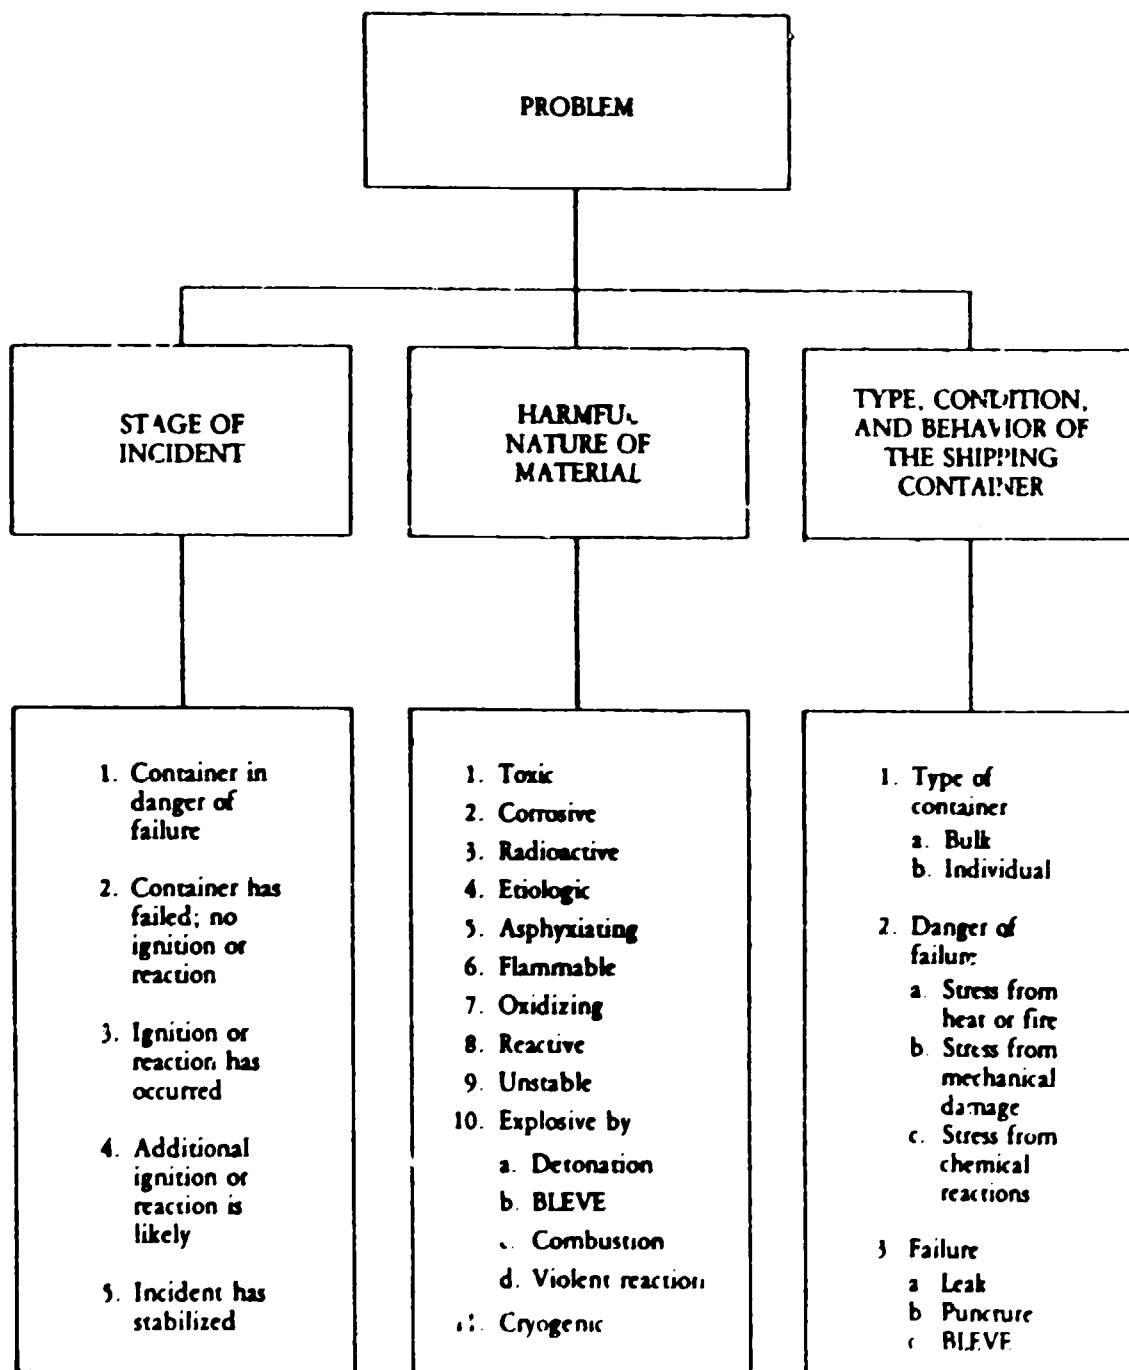 PROBLEM
STAGE OF
INCIDENT
HARMFUL
NATURE OF
MATERIAL
TYPE, CONDITION,
AND BEHAVIOR OF
THE SHIPPING
CONTAINER
1. Container in
danger of
failure
2. Container has
failed; no
ignition or
reaction
3. Ignition or
reaction has
occurred
4. Additional
ignition or
reaction is
likely
5. Incident has
stabilized
1. Toxic
2. Corrosive
3. Radioactive
4. Etiologic
5. Asphyxiating
6. Flammable
7. Oxidizing
8. Reactive
9. Unstable
10. Explosive by
a. Detonation
b. BLEVE
c. Combustion
d. Violent reaction
11. Cryogenic
1. Type of
container
a. Bulk
b. Individual
2. Danger of
failure
a. Stress from
heat or fire
b. Stress from
mechanical
damage
c. Stress from
chemical
reactions
3 Failure
a Leak
b Puncture
c BLEVE